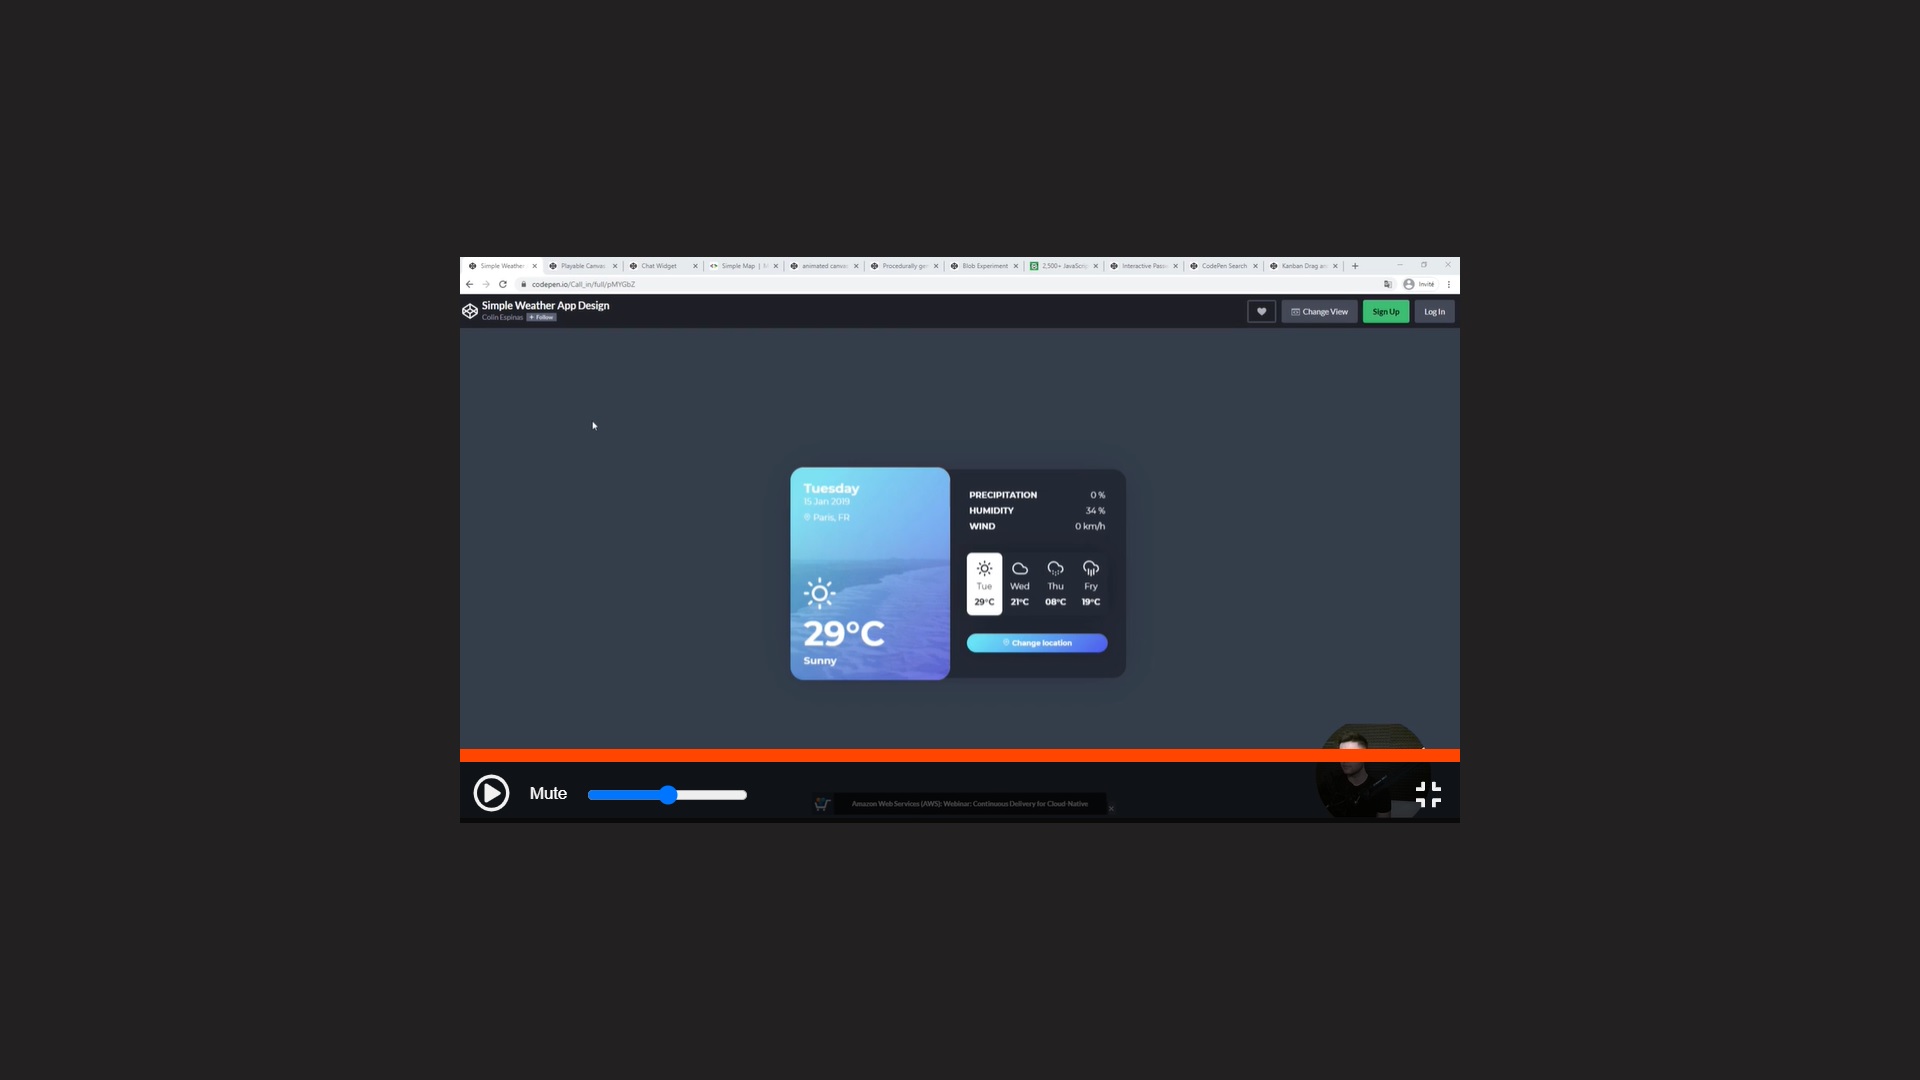 Simple Weather
Playable Canvas
Chat Widget
Simple Map |
animated canva
Procedurally ge
Blob Experiment
2,500+ JavaScrip
Interactive Pass
CodePen Search
Kanban Drag an
codepen.io/Call_in/full/pMYGbZ
Invité
Simple Weather App Design
Colin Espinas
+ Follow
Change View
Sign Up
Log In
Tuesday
15 Jan 2019
Paris, FR
29°C
Sunny
PRECIPITATION 0 %
HUMIDITY 34 %
WIND 0 km/h
Tue Wed Thu Fry
29°C 21°C 08°C 19°C
Change location
Mute
Amazon Web Services (AWS): Webinar: Continuous Delivery for Cloud-Native